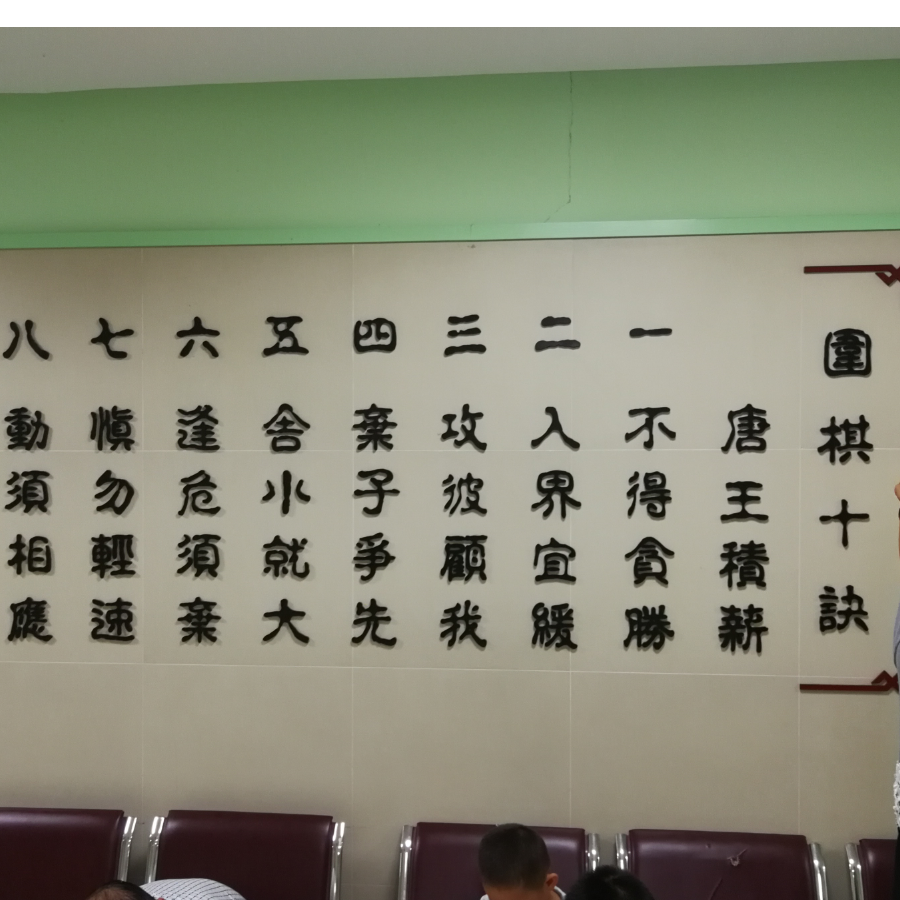 圍棋十訣
唐王積薪
一 不得貪勝
二 入界宜緩
三 攻彼顧我
四 棄子爭先
五 舍小就大
六 逢危須棄
七 慎勿輕速
八 動須相應